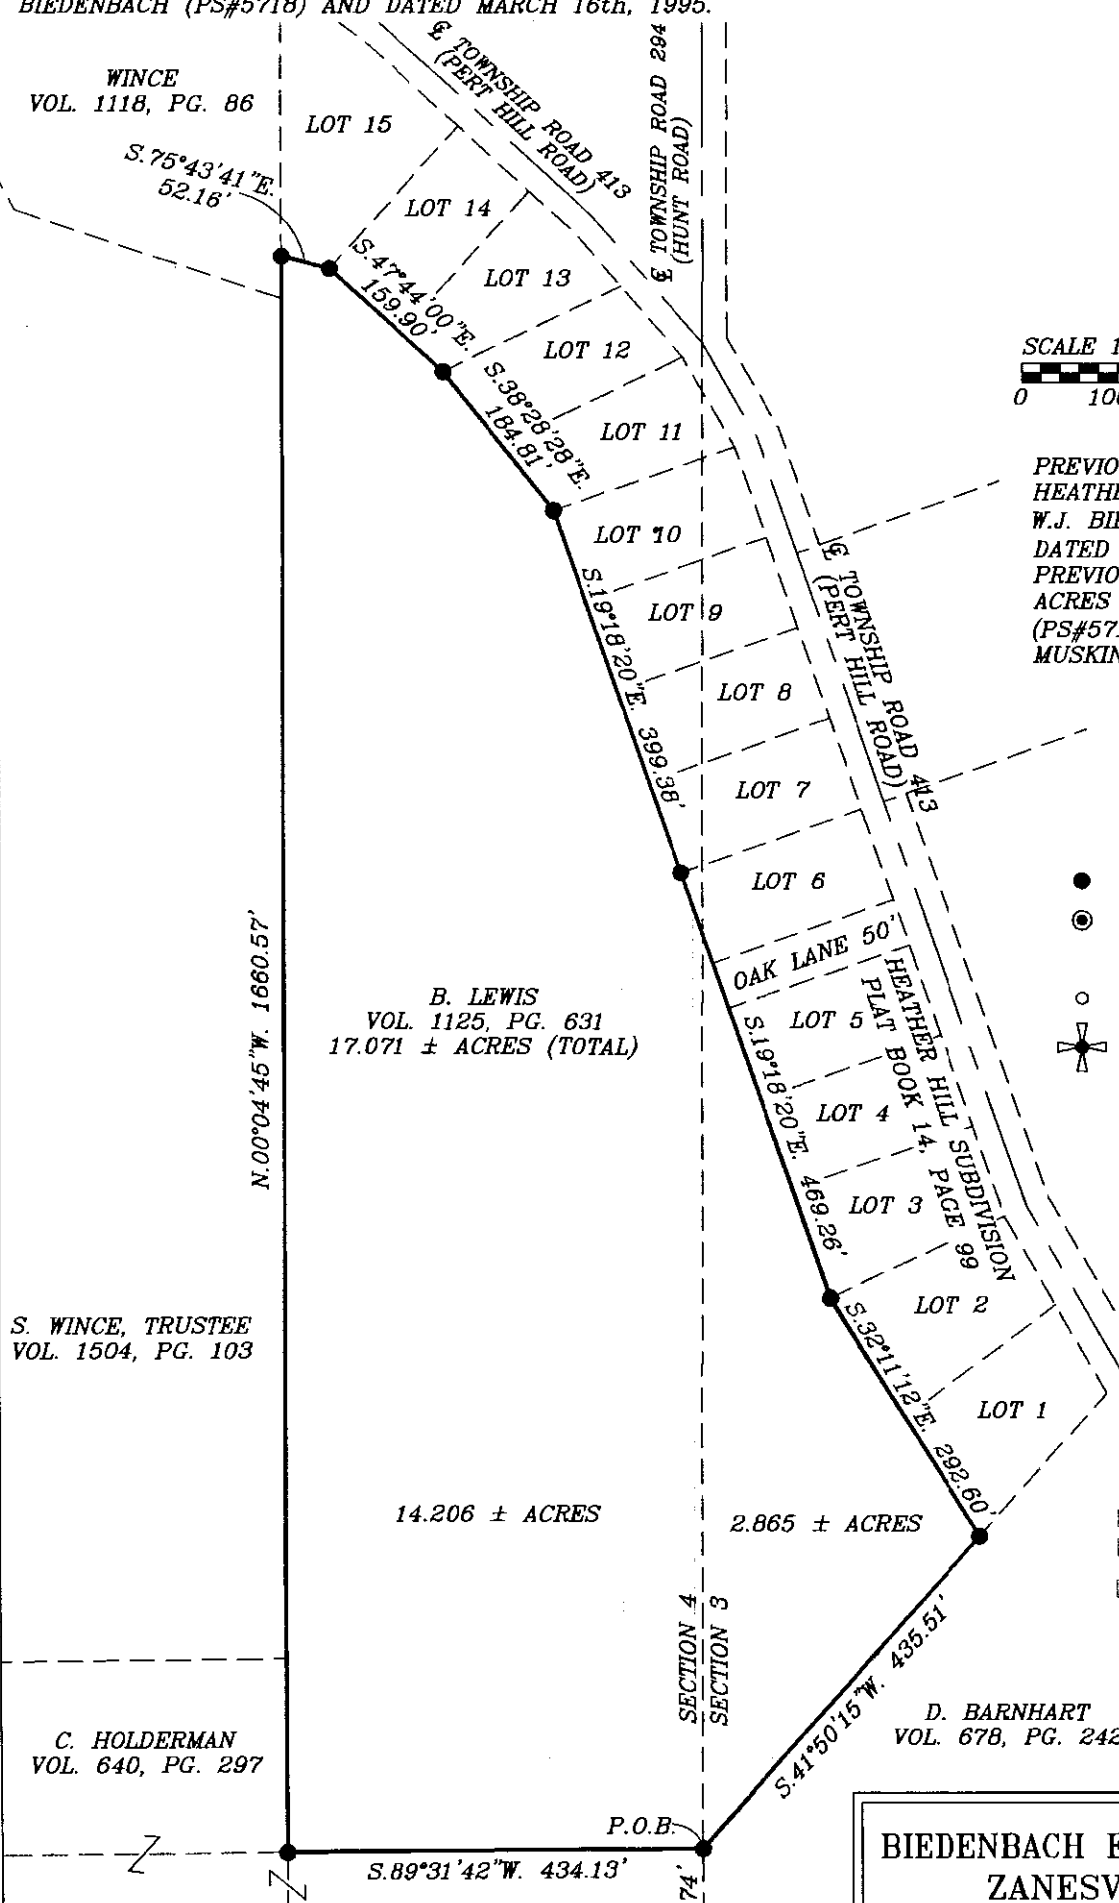 BIEDENBACH (PS#5718) AND DATED MARCH 16th, 1995.
WINCE
VOL. 1118, PG. 86
S.75°43'41"E.
52.16'
LOT 15
℄ TOWNSHIP ROAD 413
(PERT HILL ROAD)
℄ TOWNSHIP ROAD 294
(HUNT ROAD)
LOT 14
S.47°44'00"E.
159.90'
LOT 13
LOT 12
S.38°28'28"E.
184.81'
LOT 11
SCALE 1
0 100
LOT 10
PREVIO
HEATHE
W.J. BIE
DATED
PREVIO
ACRES
(PS#57
MUSKIN
S.19°18'20"E. 399.38'
LOT 9
℄ TOWNSHIP ROAD 413
(PERT HILL ROAD)
LOT 8
LOT 7
LOT 6
OAK LANE 50'
N.00°04'45"W. 1660.57'
B. LEWIS
VOL. 1125, PG. 631
17.071 ± ACRES (TOTAL)
HEATHER HILL SUBDIVISION
PLAT BOOK 14, PAGE 99
LOT 5
S.19°18'20"E. 469.26'
LOT 4
LOT 3
LOT 2
S. WINCE, TRUSTEE
VOL. 1504, PG. 103
S.32°11'12"E. 292.60'
LOT 1
14.206 ± ACRES
2.865 ± ACRES
SECTION 4
SECTION 3
S.41°50'15"W. 435.51'
C. HOLDERMAN
VOL. 640, PG. 297
D. BARNHART
VOL. 678, PG. 242
P.O.B.
S.89°31'42"W. 434.13'
74'
BIEDENBACH E
ZANESV